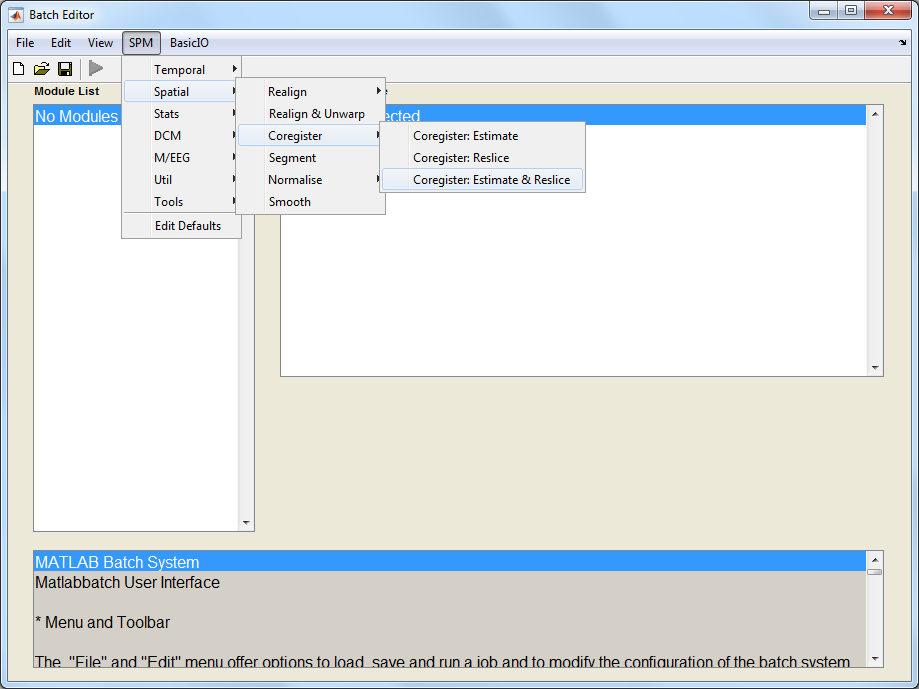 Batch Editor
File Edit View SPM BasicIO
Module List
No Modules
Temporal
Spatial
Stats
DCM
M/EEG
Util
Tools
Edit Defaults
Realign
Realign & Unwarp
Coregister
Segment
Normalise
Smooth
Coregister: Estimate
Coregister: Reslice
Coregister: Estimate & Reslice
MATLAB Batch System
Matlabbatch User Interface
* Menu and Toolbar
The "File" and "Edit" menu offer options to load, save and run a job and to modify the configuration of the batch system